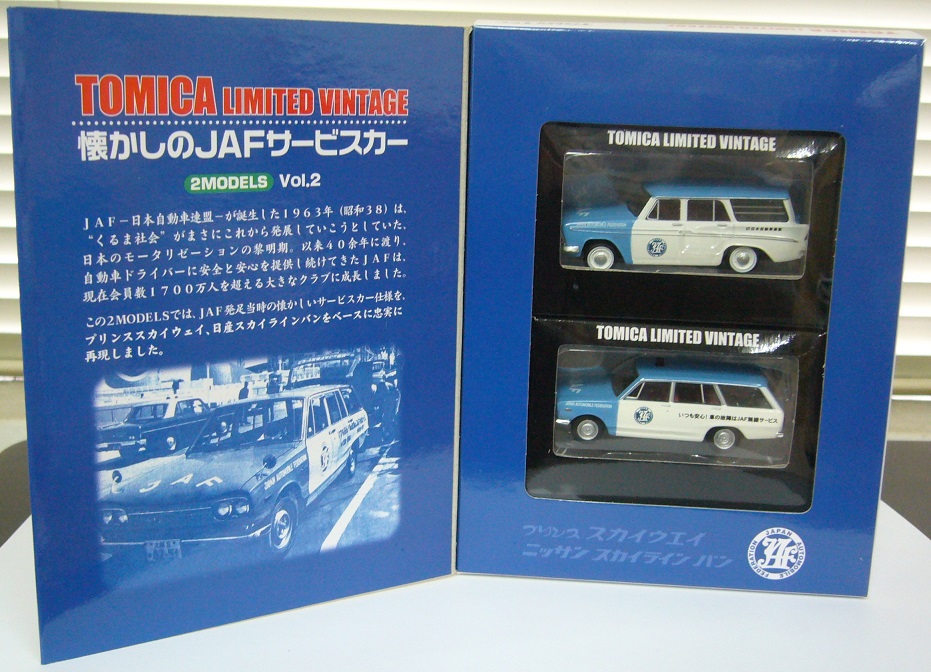 TOMICA LIMITED VINTAGE
懐かしのJAFサービスカー
2MODELS Vol.2
JAF－日本自動車連盟－が誕生した1963年(昭和38)は、
“くるま社会”がまさにこれから発展していこうとしていた、
日本のモータリゼーションの黎明期。以来40余年に渡り、
自動車ドライバーに安全と安心を提供し続けてきたJAFは、
現在会員数1700万人を超える大きなクラブに成長しました。
この2MODELSでは、JAF発足当時の懐かしいサービスカー仕様を、
プリンススカイウェイ、日産スカイラインバンをベースに忠実に
再現しました。
JAF
JAPAN AUTOMOBILE FEDERATION
TOMICA LIMITED VINTAGE
TOMICA LIMITED VINTAGE
JAPAN AUTOMOBILE FEDERATION
いつも安心！車の故障はJAF無線サービス
プリンス スカイウエイ
ニッサン スカイライン バン
JAPAN AUTOMOBILE FEDERATION
JAF